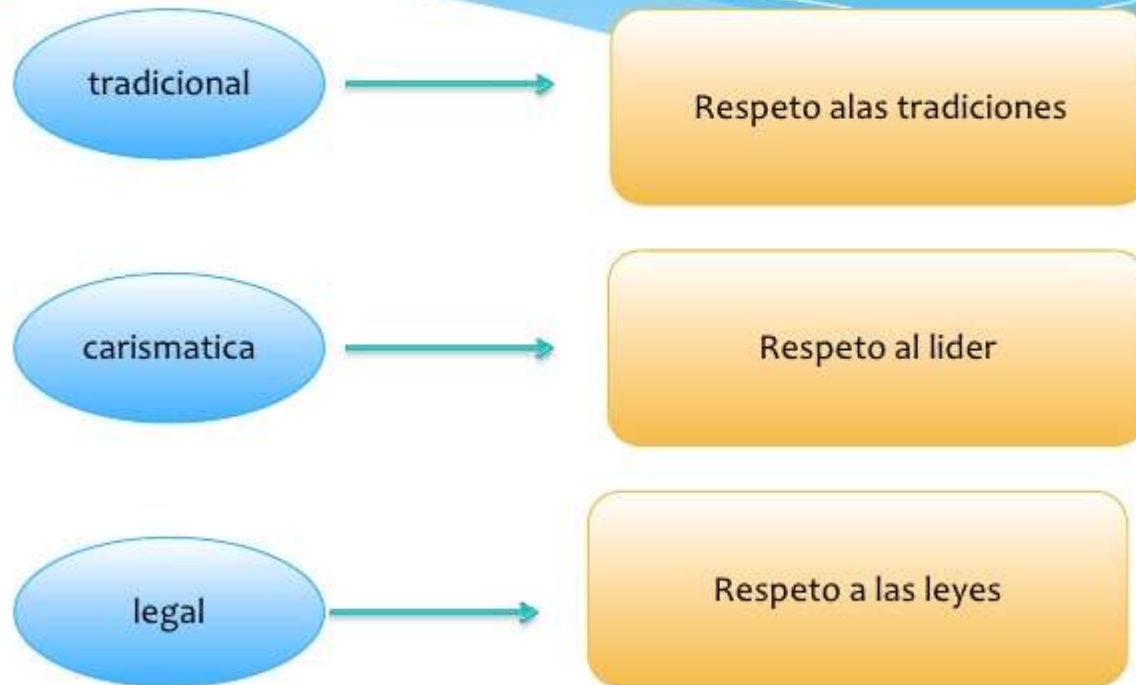 tradicional
Respeto alas tradiciones
carismatica
Respeto al lider
legal
Respeto a las leyes